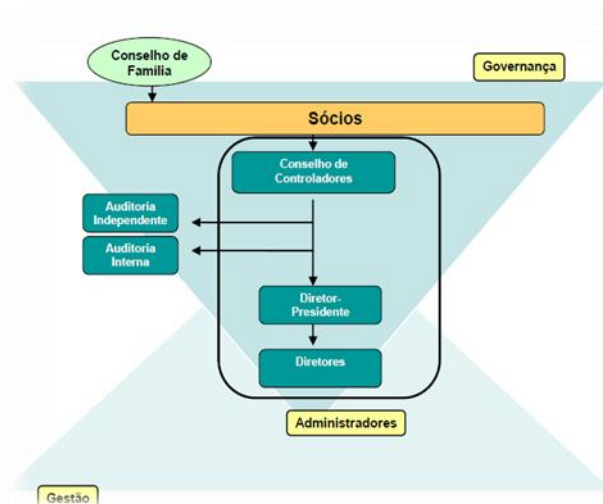 Conselho de
Família
Governança
Sócios
Conselho de
Controladores
Auditoria
Independente
Auditoria
Interna
Diretor-
Presidente
Diretores
Administradores
Gestão